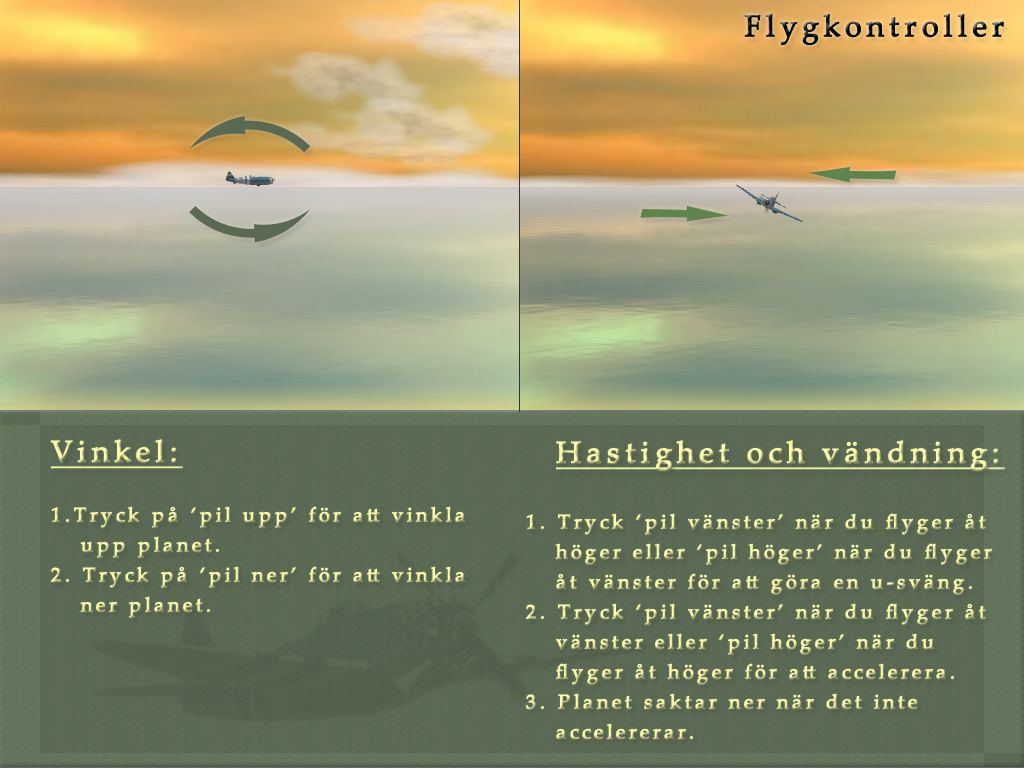 Flygkontroller
Vinkel:
1.Tryck på ‘pil upp’ för att vinkla
upp planet.
2. Tryck på ‘pil ner’ för att vinkla
ner planet.
Hastighet och vändning:
1. Tryck ‘pil vänster’ när du flyger åt
höger eller ‘pil höger’ när du flyger
åt vänster för att göra en u-sväng.
2. Tryck ‘pil vänster’ när du flyger åt
vänster eller ‘pil höger’ när du
flyger åt höger för att accelerera.
3. Planet saktar ner när det inte
accelererar.